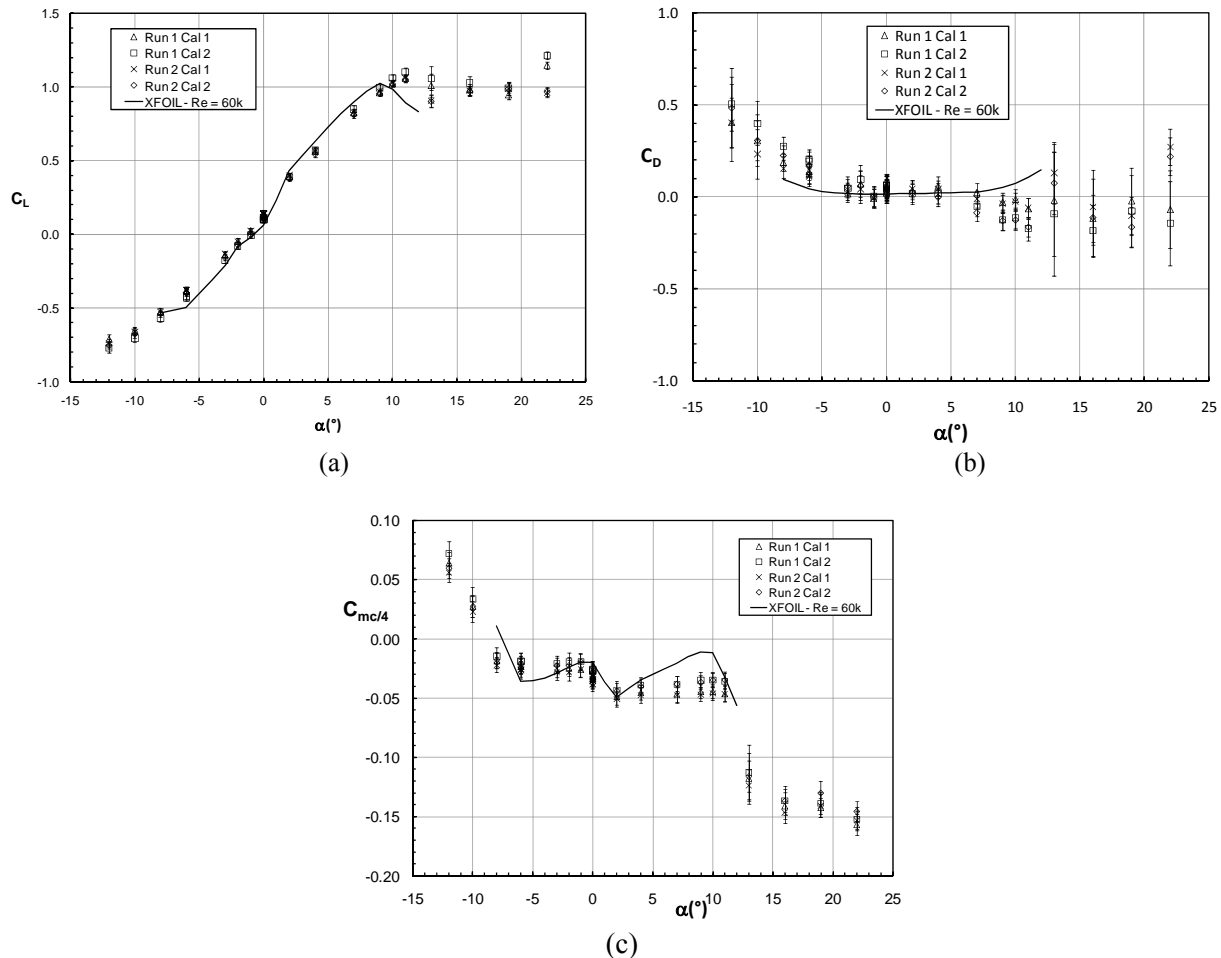 1.5
1.0
0.5
0.0
-0.5
-1.0
C_L
-15 -10 -5 0 5 10 15 20 25
α(°)
Run 1 Cal 1
Run 1 Cal 2
Run 2 Cal 1
Run 2 Cal 2
XFOIL - Re = 60k
(a)
1.0
0.5
0.0
-0.5
-1.0
C_D
-15 -10 -5 0 5 10 15 20 25
α(°)
Run 1 Cal 1
Run 1 Cal 2
Run 2 Cal 1
Run 2 Cal 2
XFOIL - Re = 60k
(b)
0.10
0.05
0.00
-0.05
-0.10
-0.15
-0.20
C_mc/4
-15 -10 -5 0 5 10 15 20 25
α(°)
Run 1 Cal 1
Run 1 Cal 2
Run 2 Cal 1
Run 2 Cal 2
XFOIL - Re = 60k
(c)